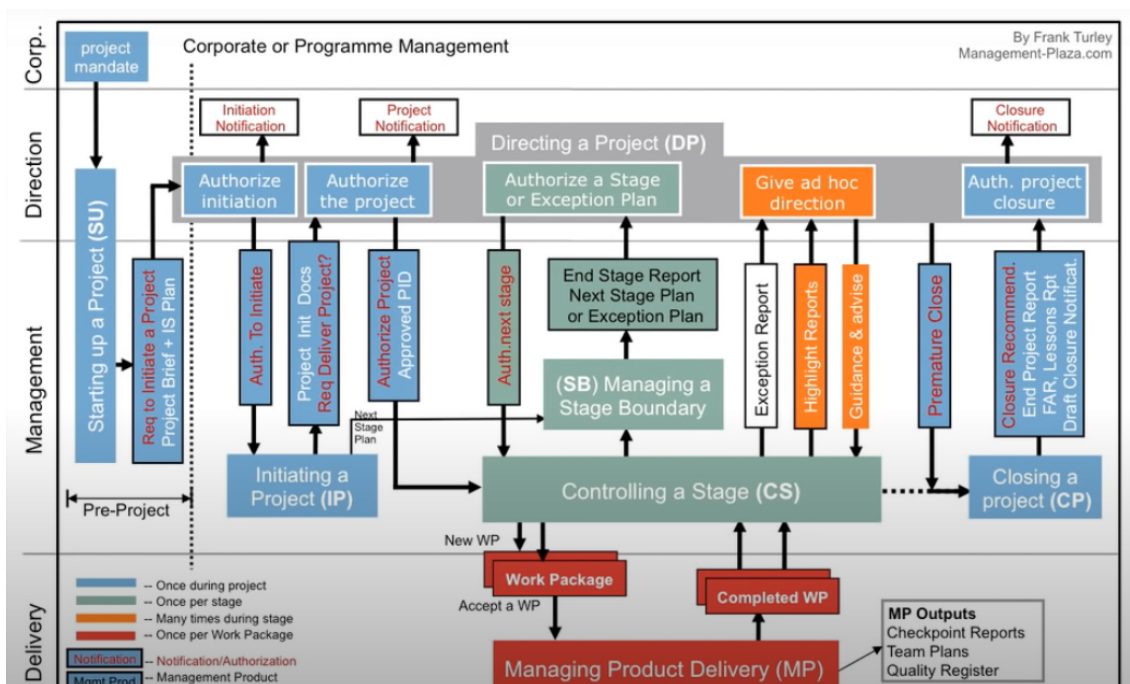 Corp..
project
mandate
Corporate or Programme Management
By Frank Turley
Management-Plaza.com
Direction
Initiation
Notification
Project
Notification
Closure
Notification
Directing a Project (DP)
Authorize
initiation
Authorize
the project
Authorize a Stage
or Exception Plan
Give ad hoc
direction
Auth. project
closure
Management
Starting up a Project (SU)
Req to Initiate a Project
Project Brief + IS Plan
Auth. To Initiate
Project Init Docs
Req Deliver Project?
Authorize Project
Approved PID
Auth.next stage
End Stage Report
Next Stage Plan
or Exception Plan
(SB) Managing a
Stage Boundary
Exception Report
Highlight Reports
Guidance & advise
Premature Close
Closure Recommend.
End Project Report
FAR, Lessons Rpt
Draft Closure Notificat.
Next
Stage
Plan
Initiating a
Project (IP)
Controlling a Stage (CS)
Closing a
project (CP)
Pre-Project
New WP
Work Package
Accept a WP
Completed WP
Delivery
-- Once during project
-- Once per stage
-- Many times during stage
-- Once per Work Package
Notification -- Notification/Authorization
Mgmt Prod -- Management Product
Managing Product Delivery (MP)
MP Outputs
Checkpoint Reports
Team Plans
Quality Register